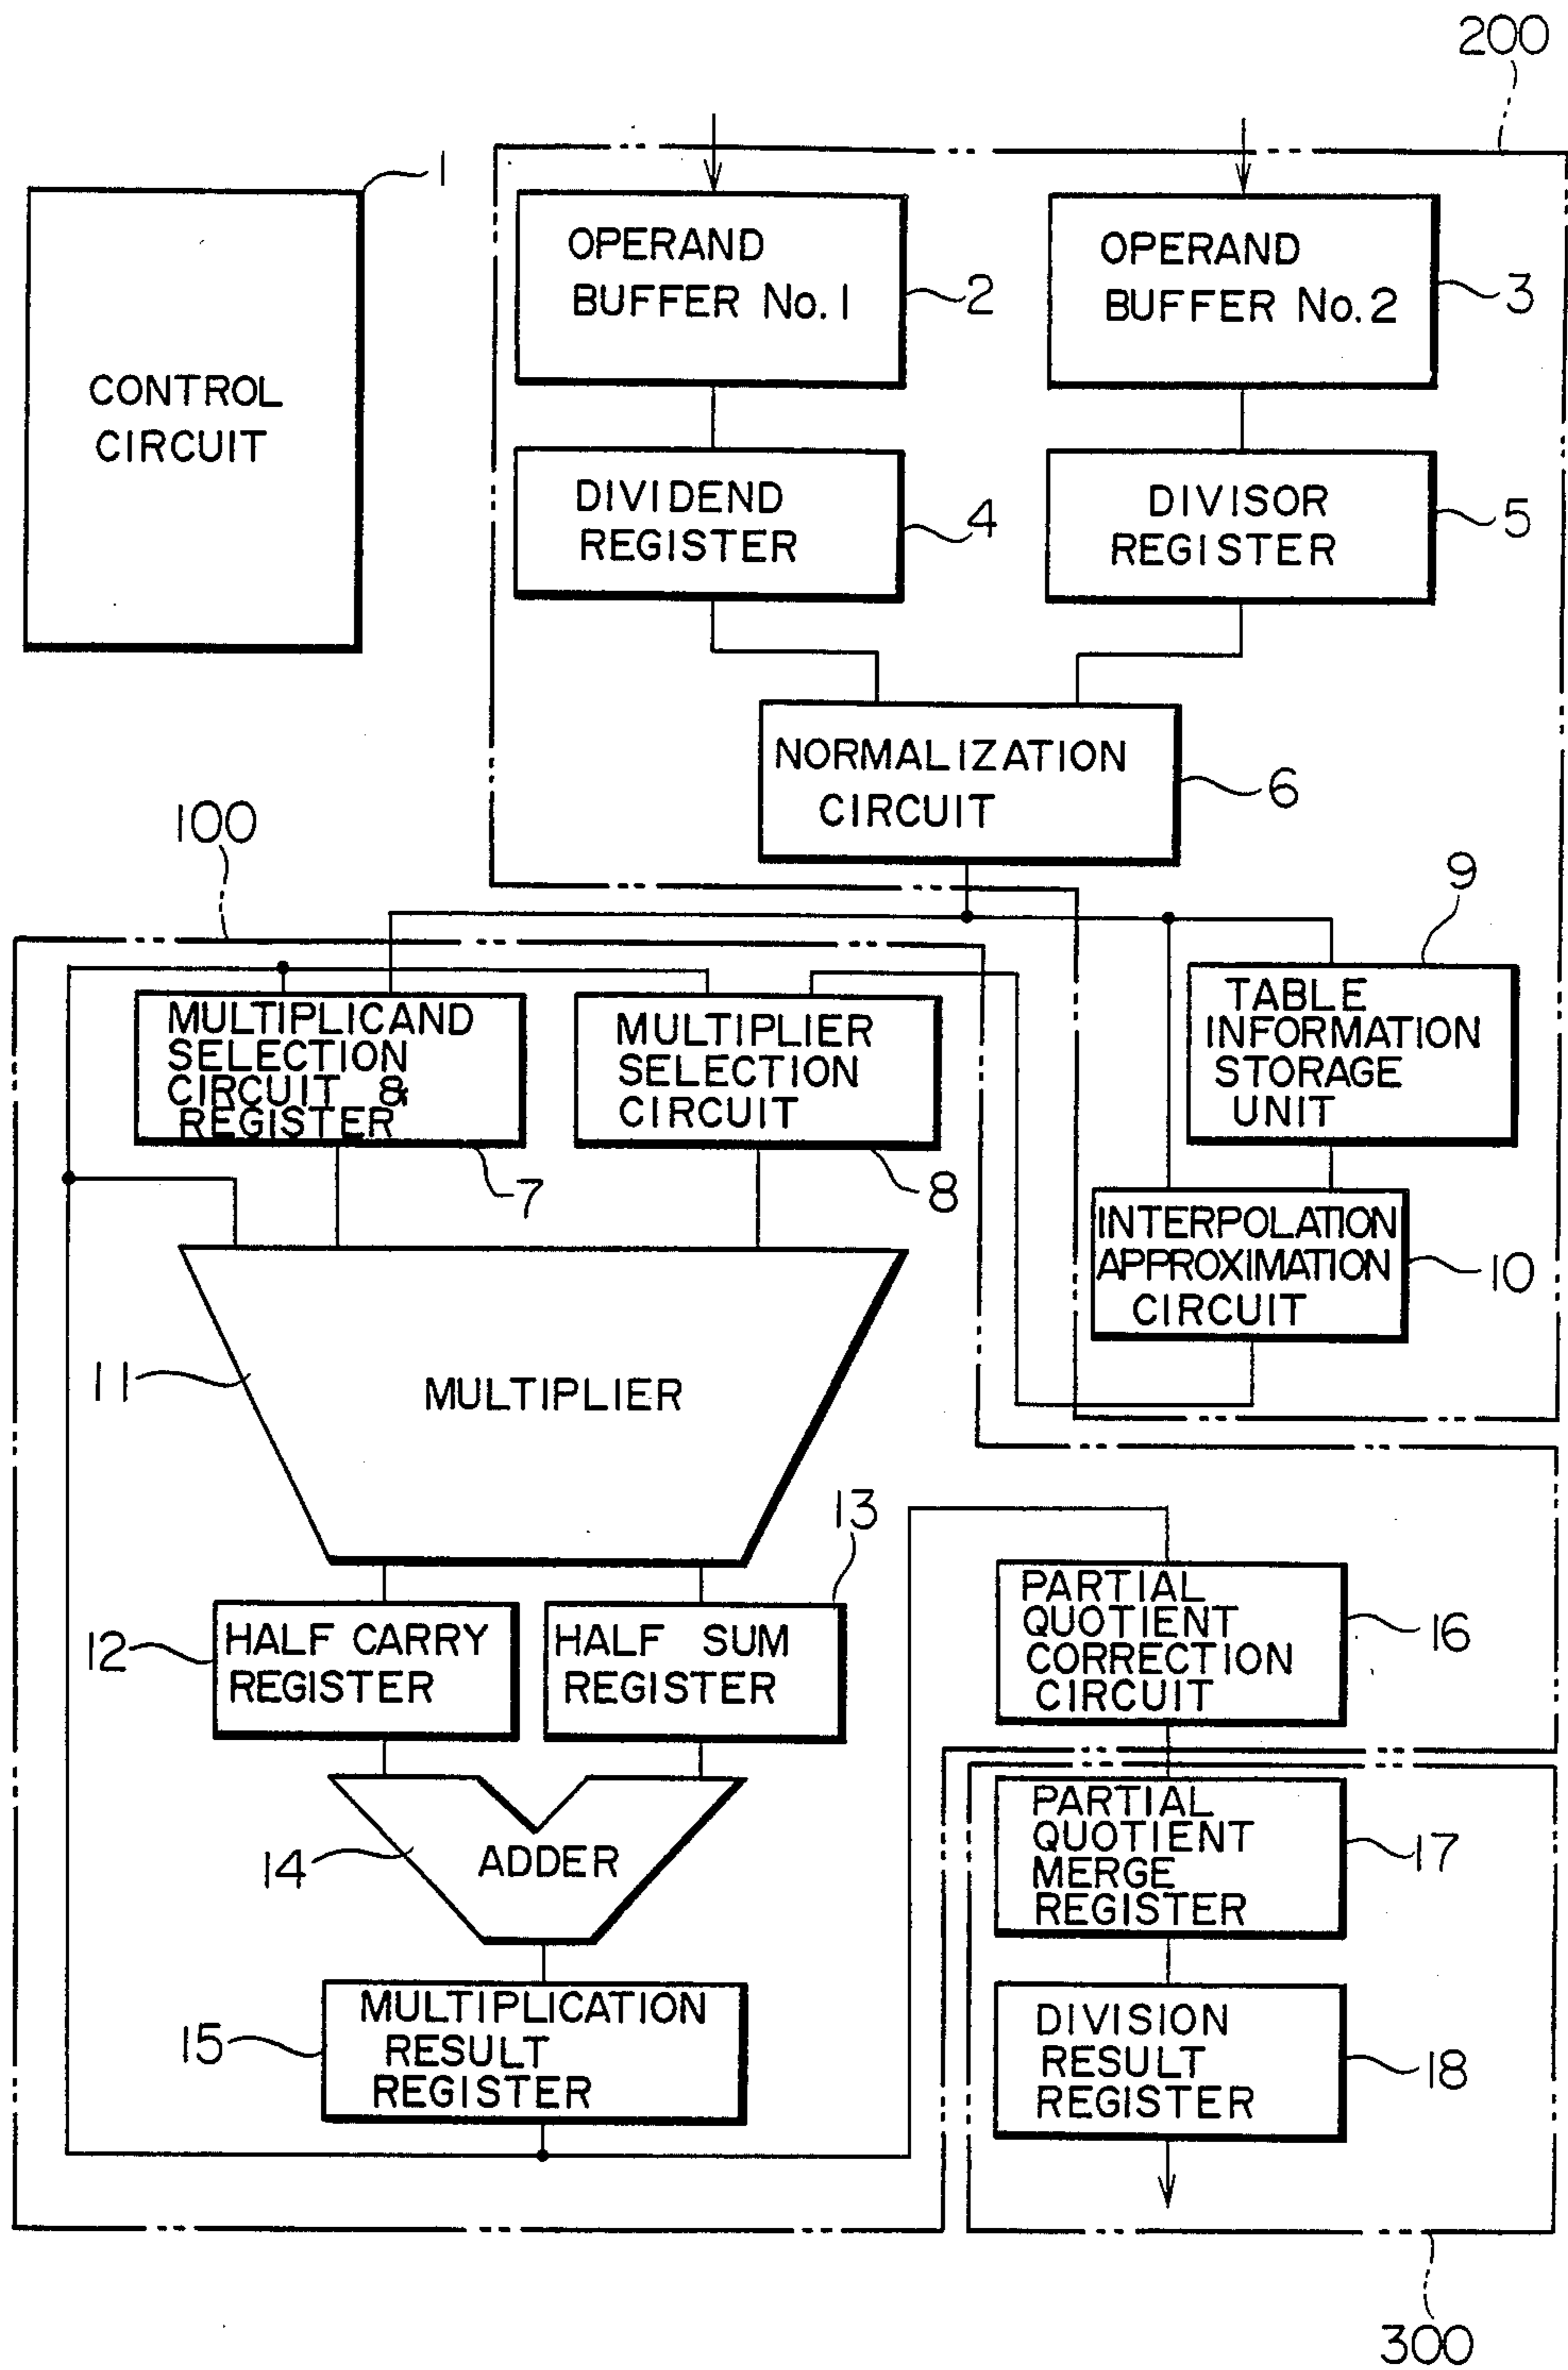 200
1
CONTROL
CIRCUIT
OPERAND
BUFFER No. 1
2
OPERAND
BUFFER No. 2
3
DIVIDEND
REGISTER
4
DIVISOR
REGISTER
5
NORMALIZATION
CIRCUIT
6
100
9
MULTIPLICAND
SELECTION
CIRCUIT &
REGISTER
7
MULTIPLIER
SELECTION
CIRCUIT
8
TABLE
INFORMATION
STORAGE
UNIT
INTERPOLATION
APPROXIMATION
CIRCUIT
10
11
MULTIPLIER
13
12
HALF CARRY
REGISTER
HALF SUM
REGISTER
PARTIAL
QUOTIENT
CORRECTION
CIRCUIT
16
14
ADDER
PARTIAL
QUOTIENT
MERGE
REGISTER
17
15
MULTIPLICATION
RESULT
REGISTER
DIVISION
RESULT
REGISTER
18
300